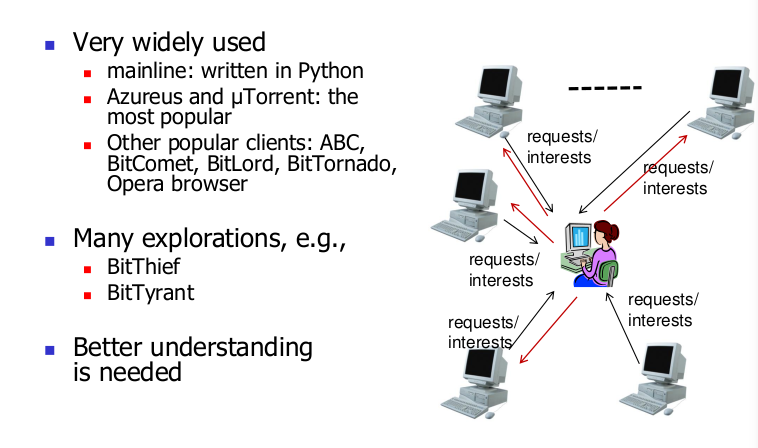 Very widely used
mainline: written in Python
Azureus and µTorrent: the
most popular
Other popular clients: ABC,
BitComet, BitLord, BitTornado,
Opera browser
Many explorations, e.g.,
BitThief
BitTyrant
Better understanding
is needed
requests/
interests
requests/
interests
requests/
interests
requests/
interests
requests/
interests